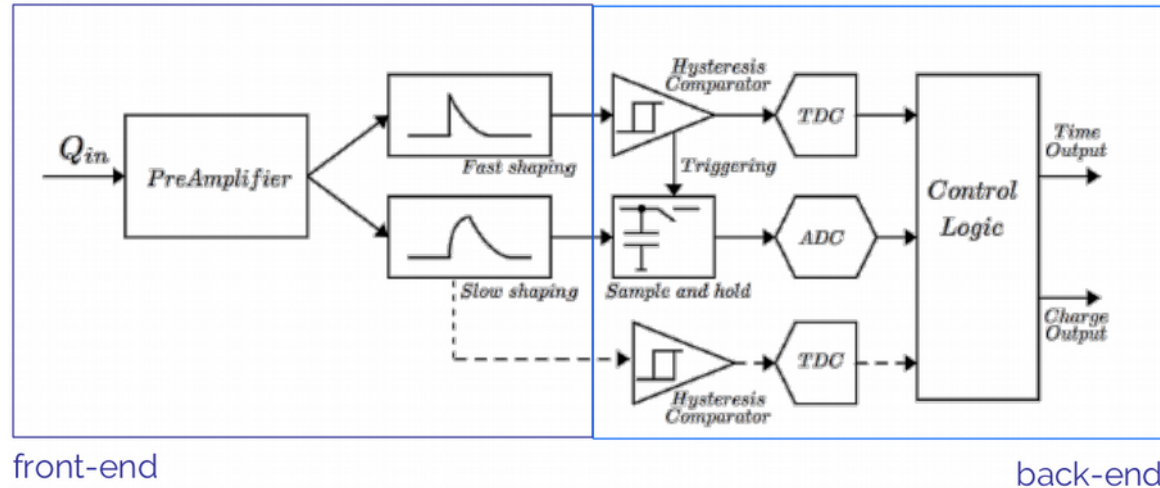 Q_in
PreAmplifier
Fast shaping
Slow shaping
Hysteresis
Comparator
TDC
Triggering
Sample and hold
ADC
Hysteresis
Comparator
TDC
Control
Logic
Time
Output
Charge
Output
front-end
back-end